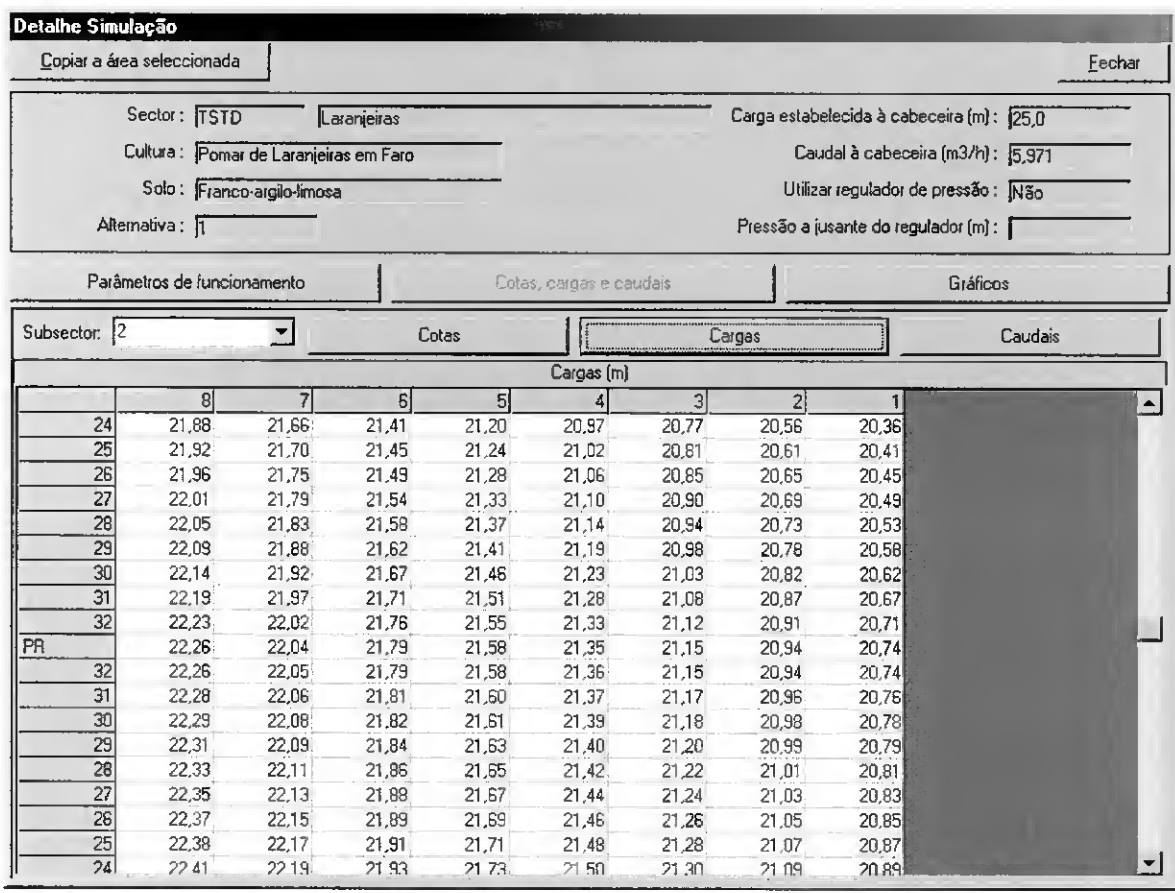 Detalhe Simulação
Copiar a área seleccionada Fechar
Sector : TSTD Laranjeiras Carga estabelecida à cabeceira (m) : 25,0
Cultura : Pomar de Laranjeiras em Faro Caudal à cabeceira (m3/h) : 5,971
Solo : Franco-argilo-limosa Utilizar regulador de pressão : Não
Alternativa : 1 Pressão a jusante do regulador (m) :
Parâmetros de funcionamento Cotas, cargas e caudais Gráficos
Subsector: 2 Cotas Cargas Caudais
Cargas (m)
8 7 6 5 4 3 2 1
24 21,88 21,66 21,41 21,20 20,97 20,77 20,56 20,36
25 21,92 21,70 21,45 21,24 21,02 20,81 20,61 20,41
26 21,96 21,75 21,49 21,28 21,06 20,85 20,65 20,45
27 22,01 21,79 21,54 21,33 21,10 20,90 20,69 20,49
28 22,05 21,83 21,58 21,37 21,14 20,94 20,73 20,53
29 22,09 21,88 21,62 21,41 21,19 20,98 20,78 20,58
30 22,14 21,92 21,67 21,46 21,23 21,03 20,82 20,62
31 22,19 21,97 21,71 21,51 21,28 21,08 20,87 20,67
32 22,23 22,02 21,76 21,55 21,33 21,12 20,91 20,71
PR 22,26 22,04 21,79 21,58 21,35 21,15 20,94 20,74
32 22,26 22,05 21,79 21,58 21,36 21,15 20,94 20,74
31 22,28 22,06 21,81 21,60 21,37 21,17 20,96 20,76
30 22,29 22,08 21,82 21,61 21,39 21,18 20,98 20,78
29 22,31 22,09 21,84 21,63 21,40 21,20 20,99 20,79
28 22,33 22,11 21,86 21,65 21,42 21,22 21,01 20,81
27 22,35 22,13 21,88 21,67 21,44 21,24 21,03 20,83
26 22,37 22,15 21,89 21,69 21,46 21,26 21,05 20,85
25 22,38 22,17 21,91 21,71 21,48 21,28 21,07 20,87
24 22,41 22,19 21,93 21,73 21,50 21,30 21,09 20,89